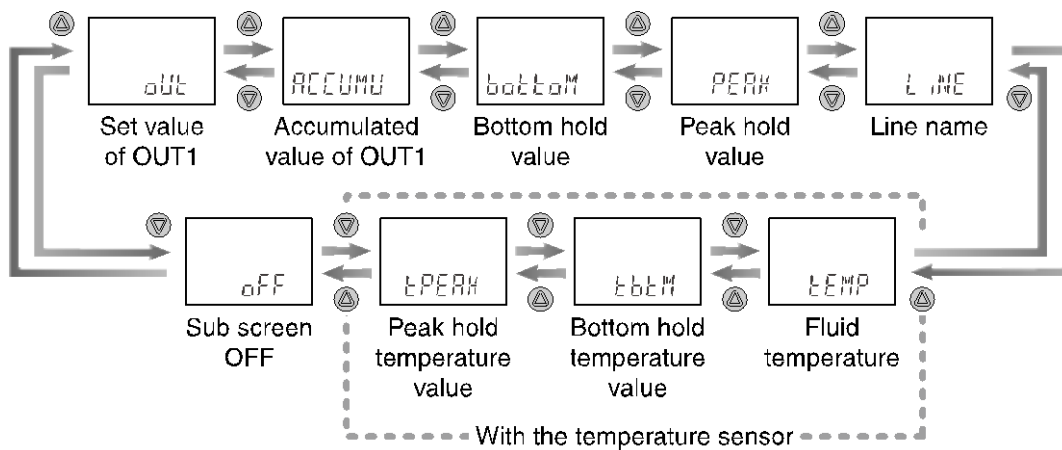 oUt
ACCUMU
bottoM
PEAK
LiNE
Set value
of OUT1
Accumulated
value of OUT1
Bottom hold
value
Peak hold
value
Line name
oFF
tPEAK
tbtM
tEMP
Sub screen
OFF
Peak hold
temperature
value
Bottom hold
temperature
value
Fluid
temperature
With the temperature sensor